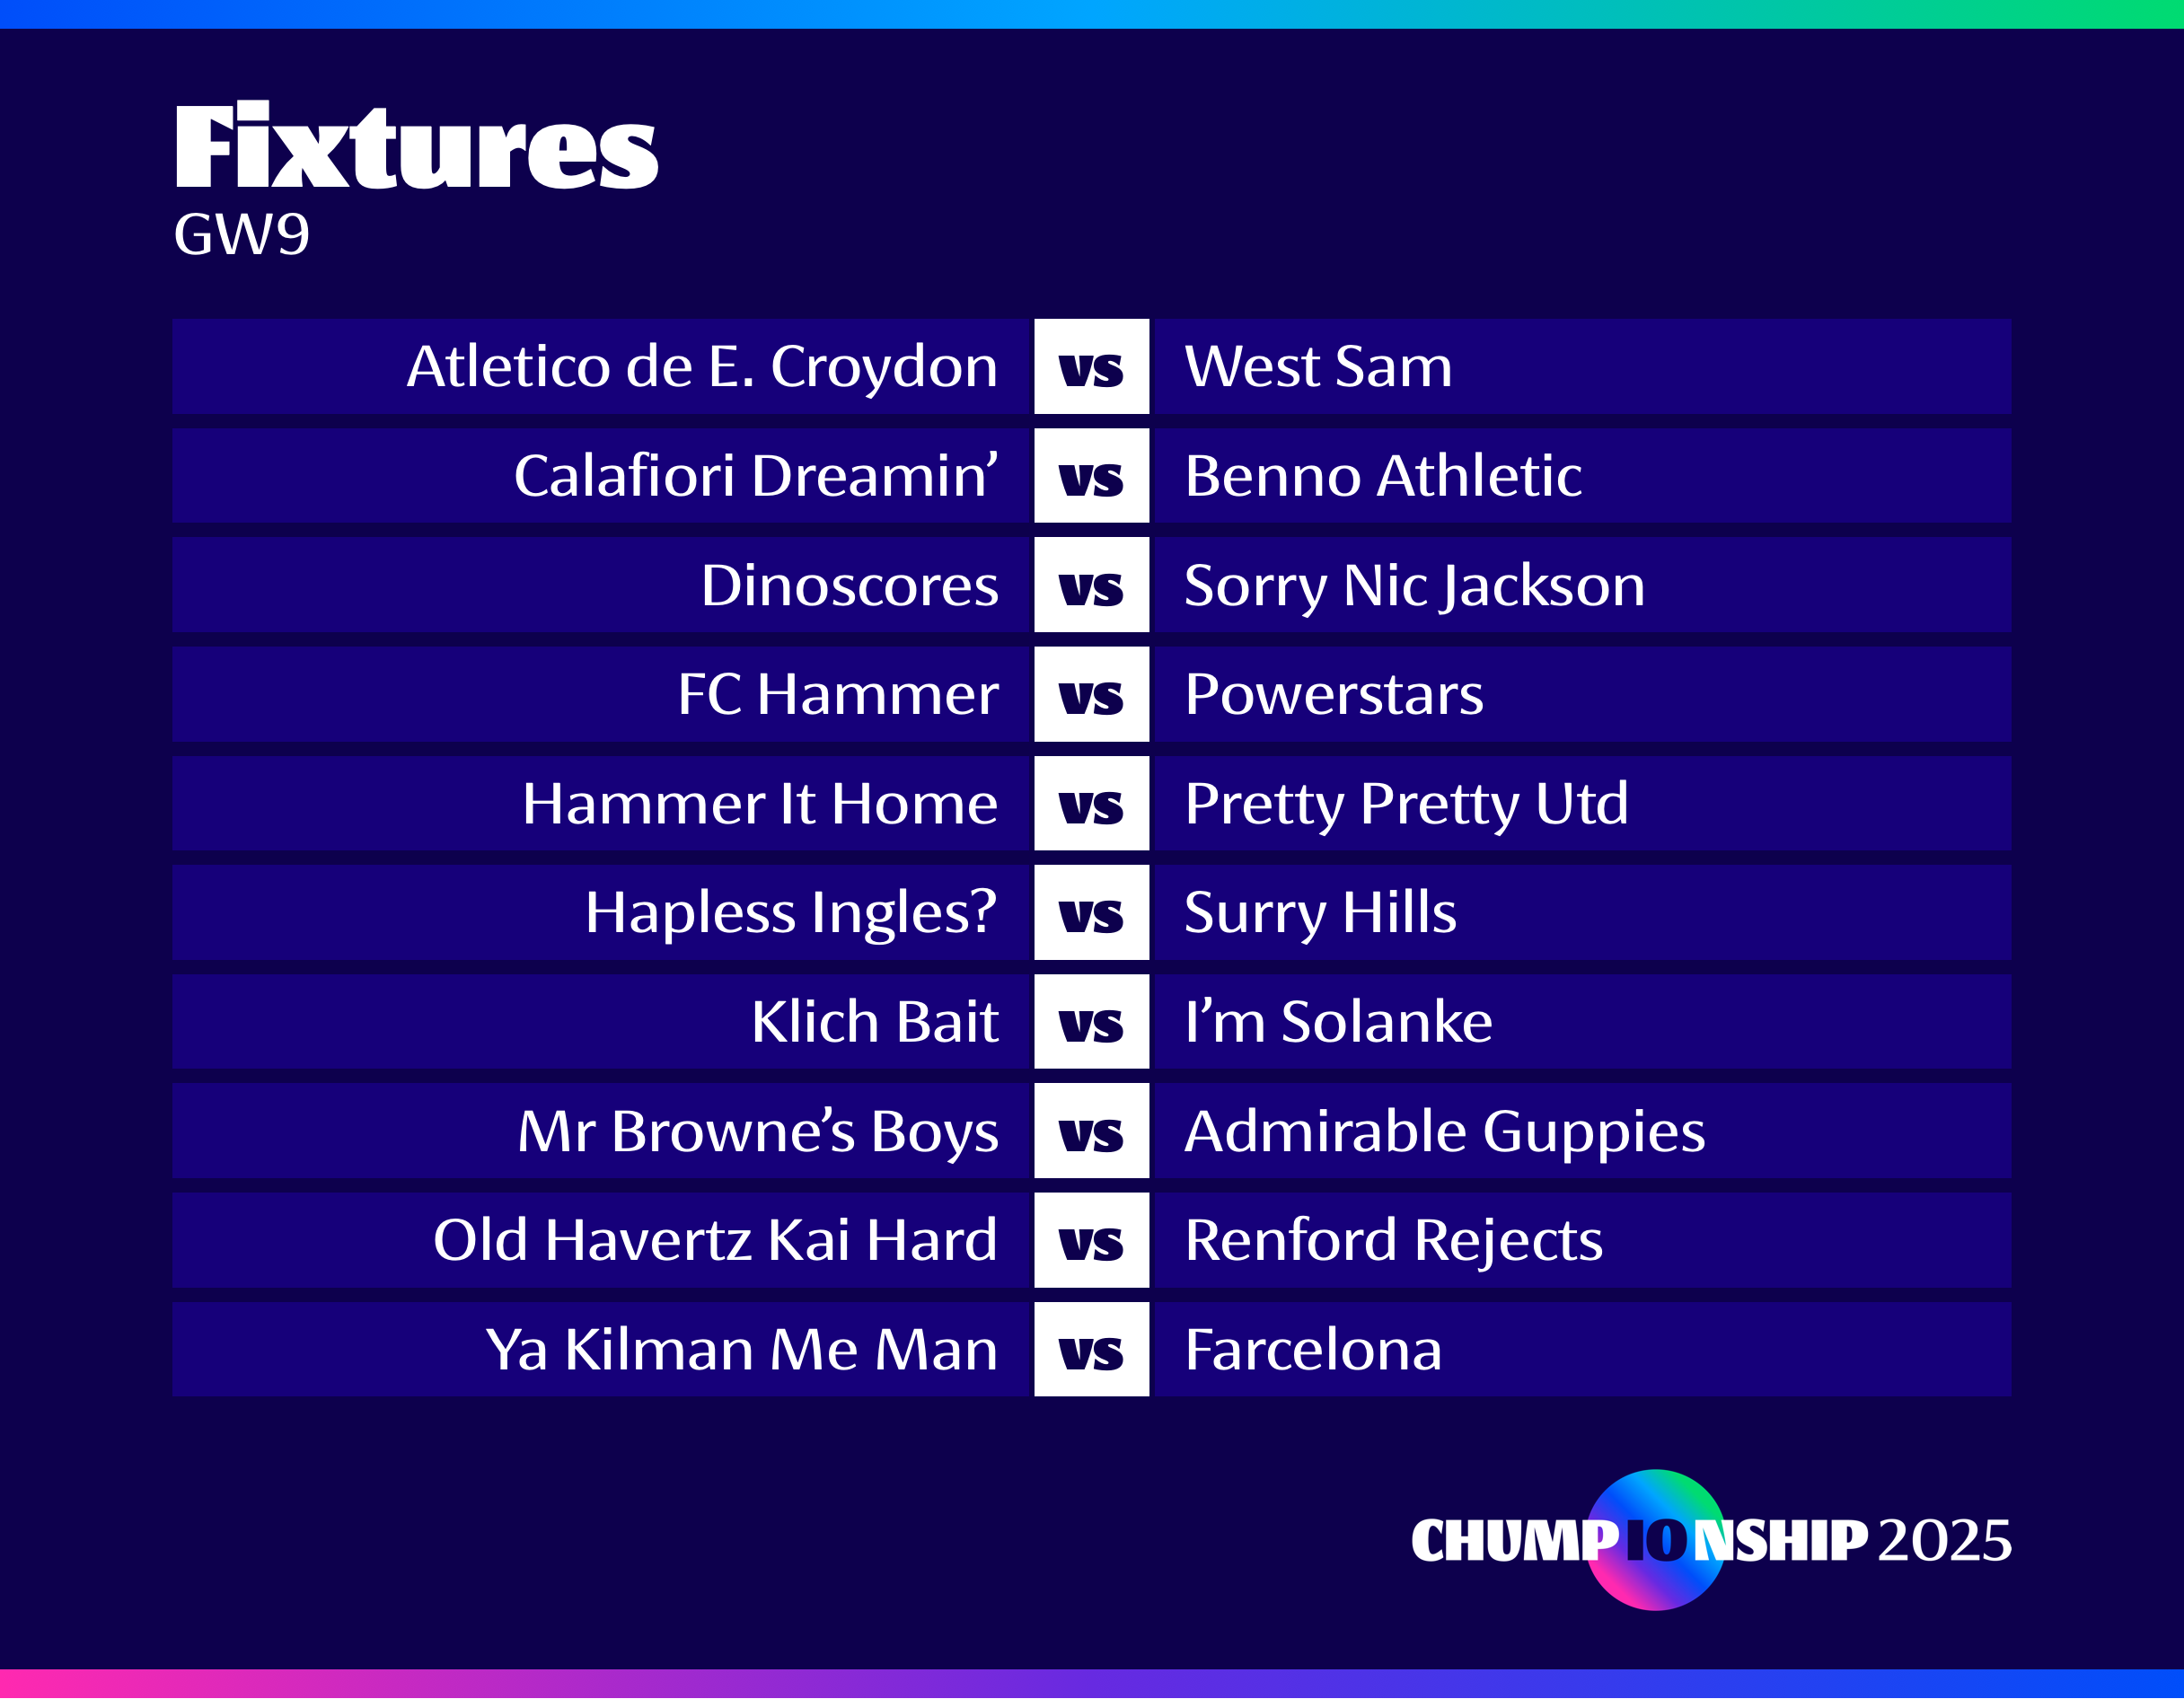 Fixtures
GW9
Atletico de E. Croydon vs West Sam
Calafiori Dreamin’ vs Benno Athletic
Dinoscores vs Sorry Nic Jackson
FC Hammer vs Powerstars
Hammer It Home vs Pretty Pretty Utd
Hapless Ingles? vs Surry Hills
Klich Bait vs I’m Solanke
Mr Browne’s Boys vs Admirable Guppies
Old Havertz Kai Hard vs Renford Rejects
Ya Kilman Me Man vs Farcelona
CHUMPIONSHIP 2025